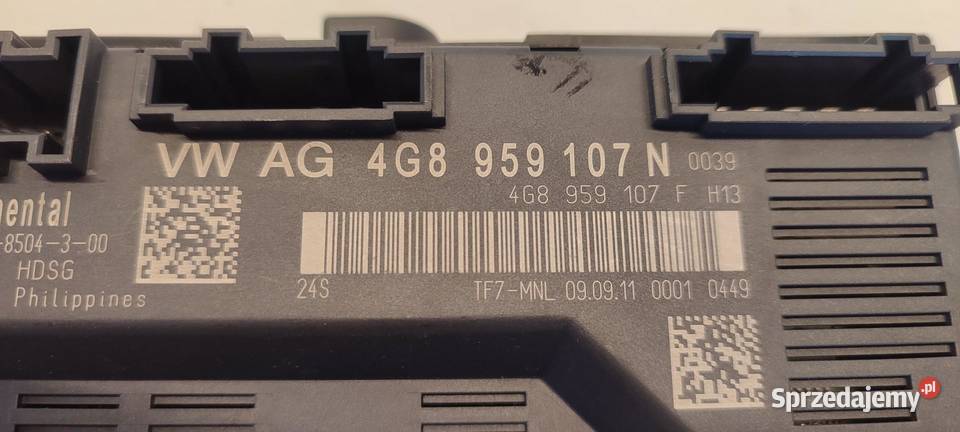 VW AG 4G8 959 107 N 0039
4G8 959 107 F H13
-8504-3-00
HDSG
Philippines
24S TF7-MNL 09.09.11 0001 0449
Sprzedajemy.pl